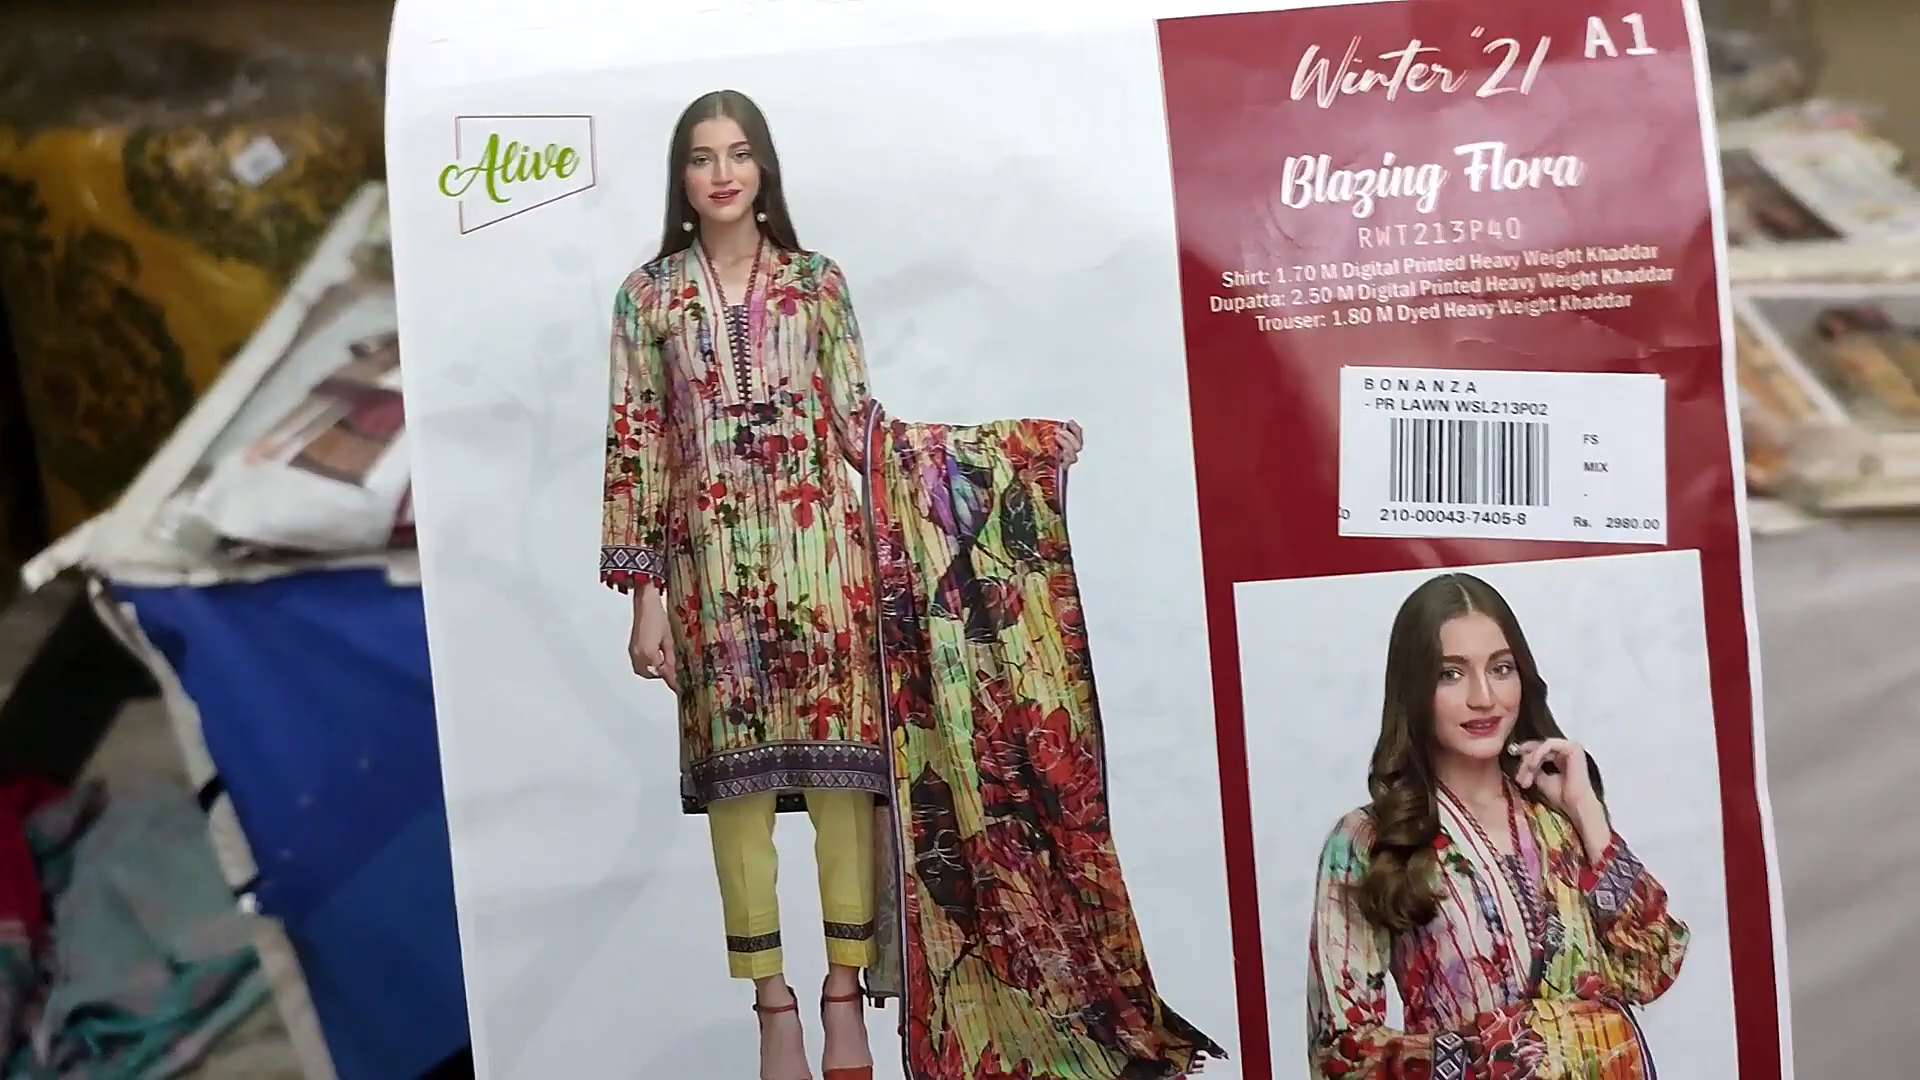 Alive
Winter "21
A1
Blazing Flora
RWT213P40
Shirt: 1.70 M Digital Printed Heavy Weight Khaddar
Dupatta: 2.50 M Digital Printed Heavy Weight Khaddar
Trouser: 1.80 M Dyed Heavy Weight Khaddar
BONANZA
- PR LAWN WSL213P02
FS
MIX
-
210-00043-7405-8
Rs. 2980.00